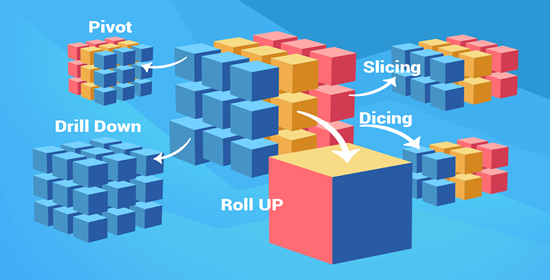 Pivot
Slicing
Drill Down
Dicing
Roll UP